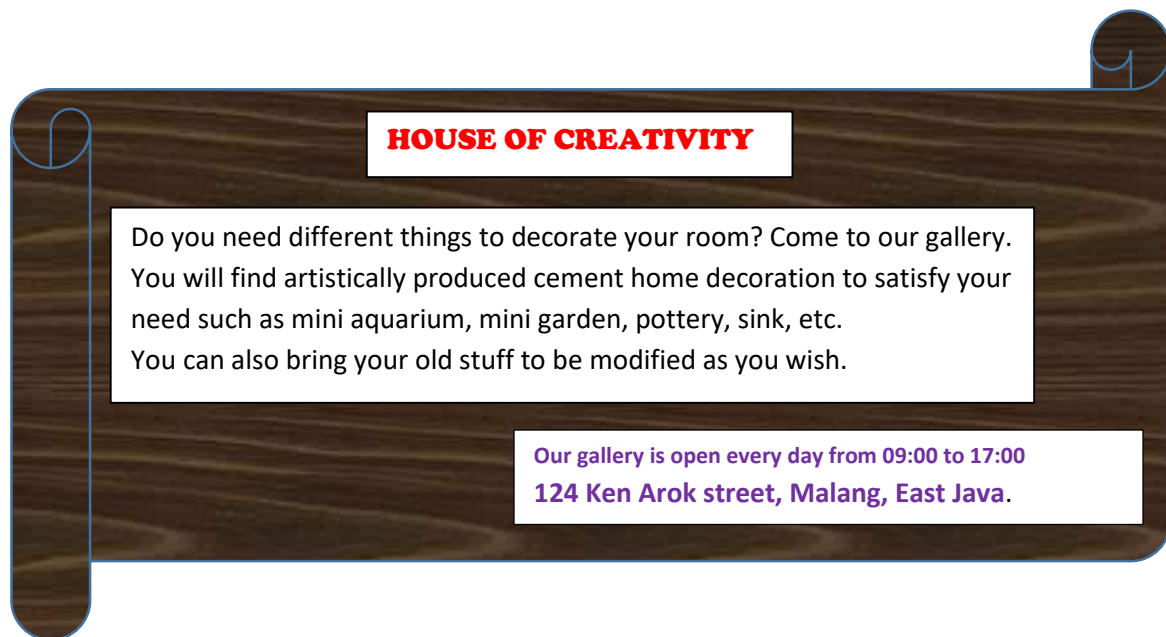 HOUSE OF CREATIVITY
Do you need different things to decorate your room? Come to our gallery.
You will find artistically produced cement home decoration to satisfy your
need such as mini aquarium, mini garden, pottery, sink, etc.
You can also bring your old stuff to be modified as you wish.
Our gallery is open every day from 09:00 to 17:00
124 Ken Arok street, Malang, East Java.